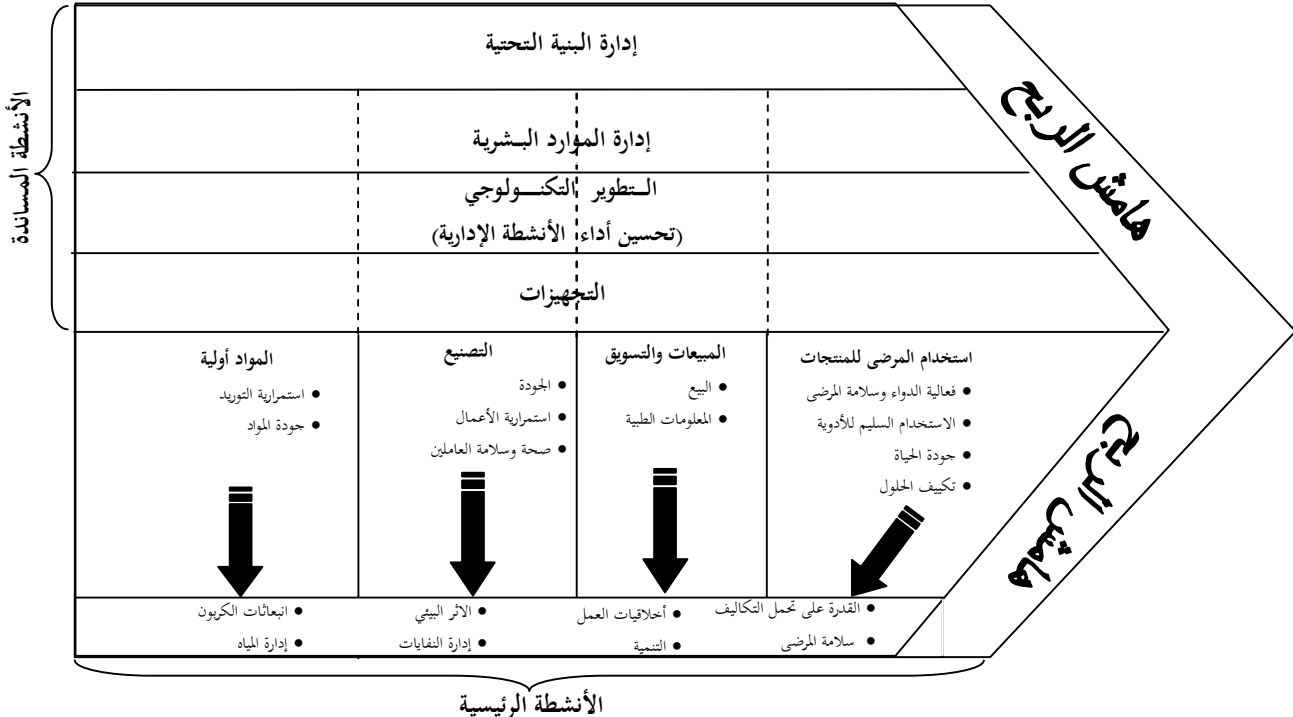 إدارة البنية التحتية
إدارة الموارد البشرية
التطوير التكنولوجي
(تحسين أداء الأنشطة الإدارية)
التجهيزات
الأنشطة المساندة
هامش الربح
هامش الربح
المواد أولية
● استمرارية التوريد
● جودة المواد
التصنيع
● الجودة
● استمرارية الأعمال
● صحة وسلامة العاملين
المبيعات والتسويق
● البيع
● المعلومات الطبية
استخدام المرضى للمنتجات
● فعالية الدواء وسلامة المرضى
● الاستخدام السليم للأدوية
● جودة الحياة
● تكييف الحلول
● انبعاثات الكربون
● إدارة المياه
● الاثر البيئي
● إدارة النفايات
● أخلاقيات العمل
● التنمية
● القدرة على تحمل التكاليف
● سلامة المرضى
الأنشطة الرئيسية